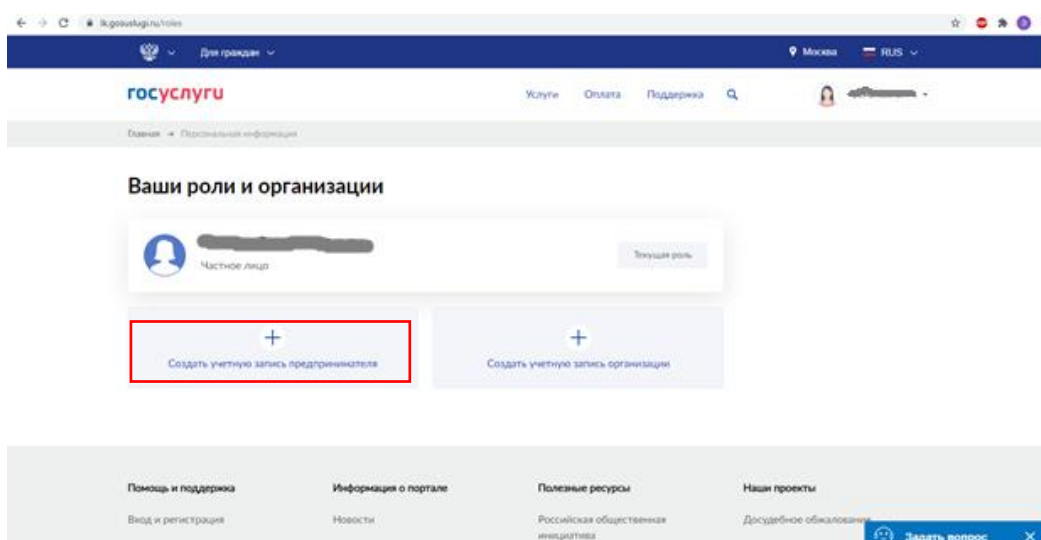 lk.gosuslugi.ru/roles
Для граждан
Москва
RUS
госуслуги
Услуги Оплата Поддержка
Главная → Персональная информация
Ваши роли и организации
Частное лицо
Текущая роль
Создать учетную запись предпринимателя
Создать учетную запись организации
Помощь и поддержка
Информация о портале
Полезные ресурсы
Наши проекты
Вход и регистрация
Новости
Российская общественная
инициатива
Досудебное обжалование
Задать вопрос